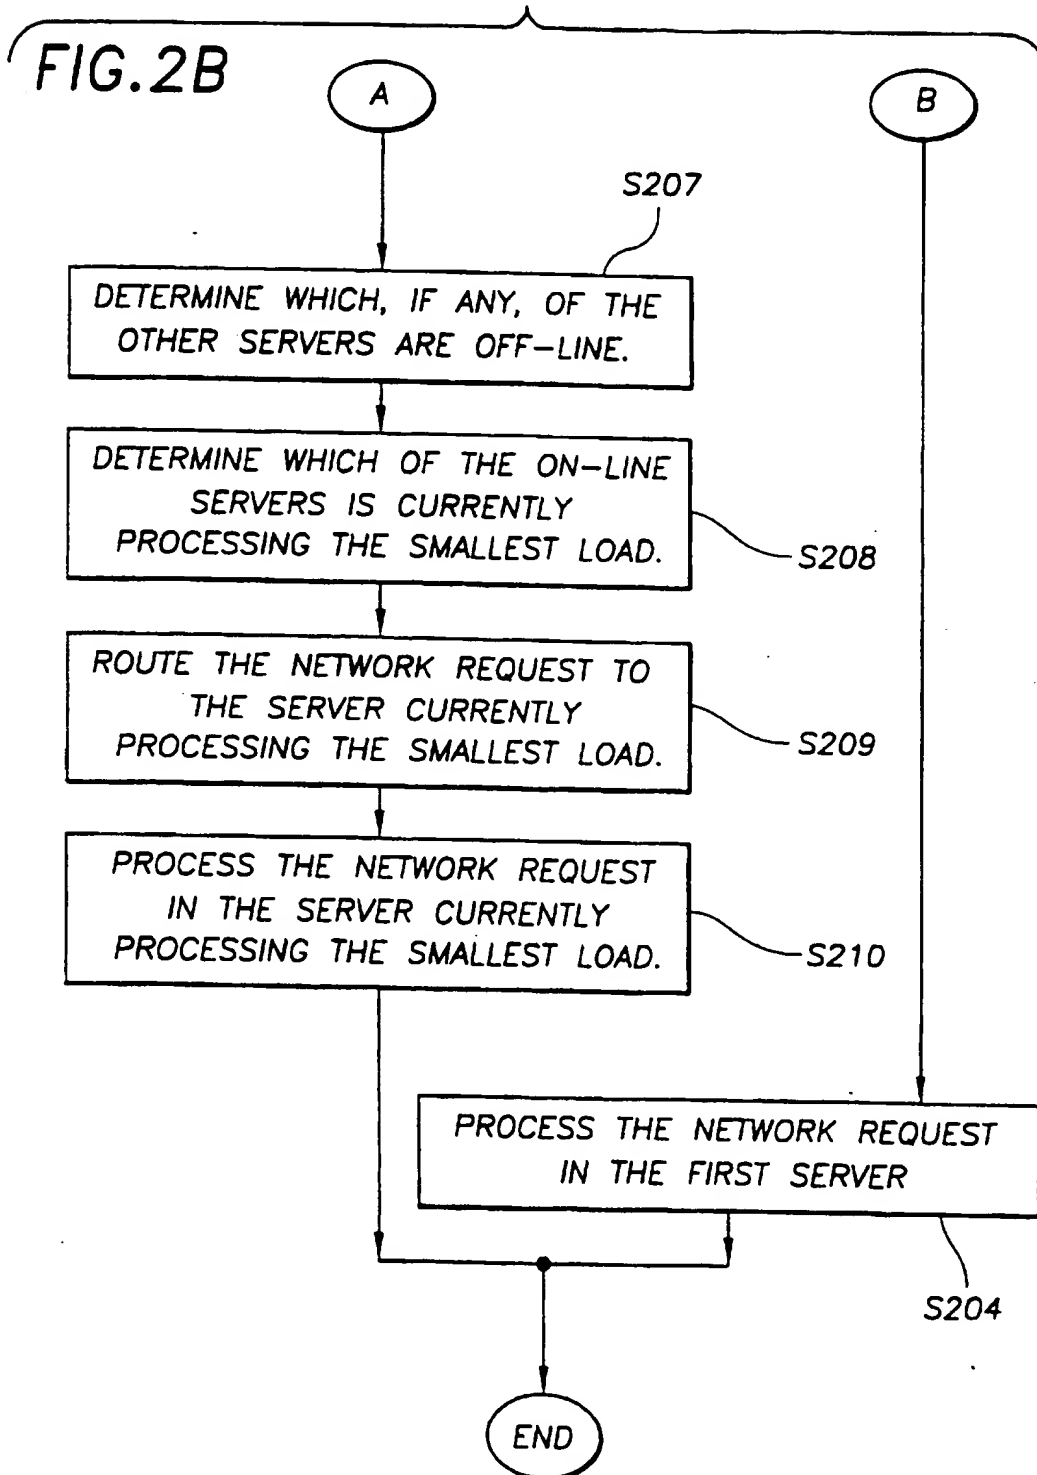 FIG.2B
A
B
S207
DETERMINE WHICH, IF ANY, OF THE
OTHER SERVERS ARE OFF-LINE.
DETERMINE WHICH OF THE ON-LINE
SERVERS IS CURRENTLY
PROCESSING THE SMALLEST LOAD.
S208
ROUTE THE NETWORK REQUEST TO
THE SERVER CURRENTLY
PROCESSING THE SMALLEST LOAD.
S209
PROCESS THE NETWORK REQUEST
IN THE SERVER CURRENTLY
PROCESSING THE SMALLEST LOAD.
S210
PROCESS THE NETWORK REQUEST
IN THE FIRST SERVER
S204
END